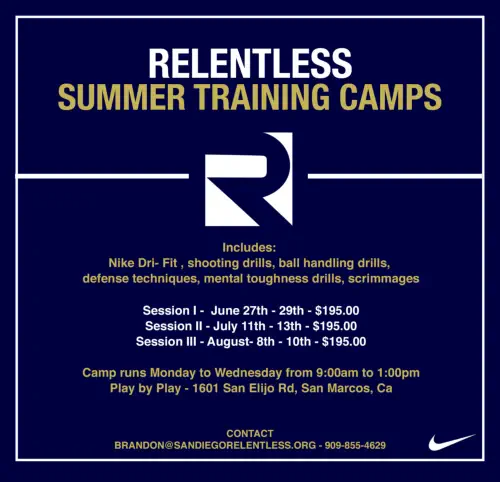 RELENTLESS
SUMMER TRAINING CAMPS
R
Includes:
Nike Dri- Fit , shooting drills, ball handling drills,
defense techniques, mental toughness drills, scrimmages
Session I - June 27th - 29th - $195.00
Session II - July 11th - 13th - $195.00
Session III - August- 8th - 10th - $195.00
Camp runs Monday to Wednesday from 9:00am to 1:00pm
Play by Play - 1601 San Elijo Rd, San Marcos, Ca
CONTACT
BRANDON@SANDIEGORELENTLESS.ORG - 909-855-4629